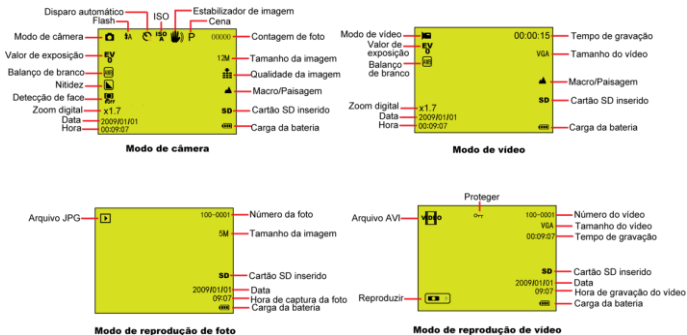 Disparo automático
ISO
Estabilizador de imagem
Flash
Cena
Modo de câmera
ISO
A
P
00000
Contagem de foto
Valor de exposição
EV
0
12M
Tamanho da imagem
Balanço de branco
Qualidade da imagem
Nitidez
Macro/Paisagem
Detecção de face
OFF
Zoom digital
x1.7
SD
Cartão SD inserido
Data
2009/01/01
Hora
00:09:07
Carga da bateria
Modo de câmera
Modo de vídeo
00:00:15
Tempo de gravação
Valor de
exposição
EV
0
VGA
Tamanho do vídeo
Balanço
de branco
Macro/Paisagem
Zoom digital
x1.7
SD
Cartão SD inserido
Data
2009/01/01
Hora
00:09:07
Carga da bateria
Modo de vídeo
Arquivo JPG
100-0001
Número da foto
5M
Tamanho da imagem
SD
Cartão SD inserido
2009/01/01
Data
09:07
Hora de captura da foto
Carga da bateria
Modo de reprodução de foto
Proteger
Arquivo AVI
VIDEO
100-0001
Número do vídeo
VGA
Tamanho do vídeo
00:09:07
Tempo de gravação
SD
Cartão SD inserido
2009/01/01
Data
09:07
Hora de gravação do vídeo
Reproduzir
Carga da bateria
Modo de reprodução de vídeo